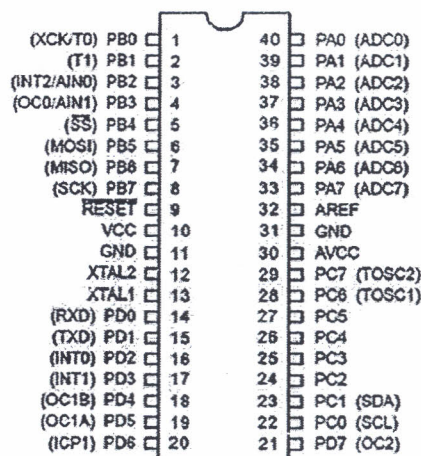 (XCK/T0) PB0 1 40 PA0 (ADC0)
(T1) PB1 2 39 PA1 (ADC1)
(INT2/AIN0) PB2 3 38 PA2 (ADC2)
(OC0/AIN1) PB3 4 37 PA3 (ADC3)
(SS) PB4 5 36 PA4 (ADC4)
(MOSI) PB5 6 35 PA5 (ADC5)
(MISO) PB6 7 34 PA6 (ADC6)
(SCK) PB7 8 33 PA7 (ADC7)
RESET 9 32 AREF
VCC 10 31 GND
GND 11 30 AVCC
XTAL2 12 29 PC7 (TOSC2)
XTAL1 13 28 PC6 (TOSC1)
(RXD) PD0 14 27 PC5
(TXD) PD1 15 26 PC4
(INT0) PD2 16 25 PC3
(INT1) PD3 17 24 PC2
(OC1B) PD4 18 23 PC1 (SDA)
(OC1A) PD5 19 22 PC0 (SCL)
(ICP1) PD6 20 21 PD7 (OC2)